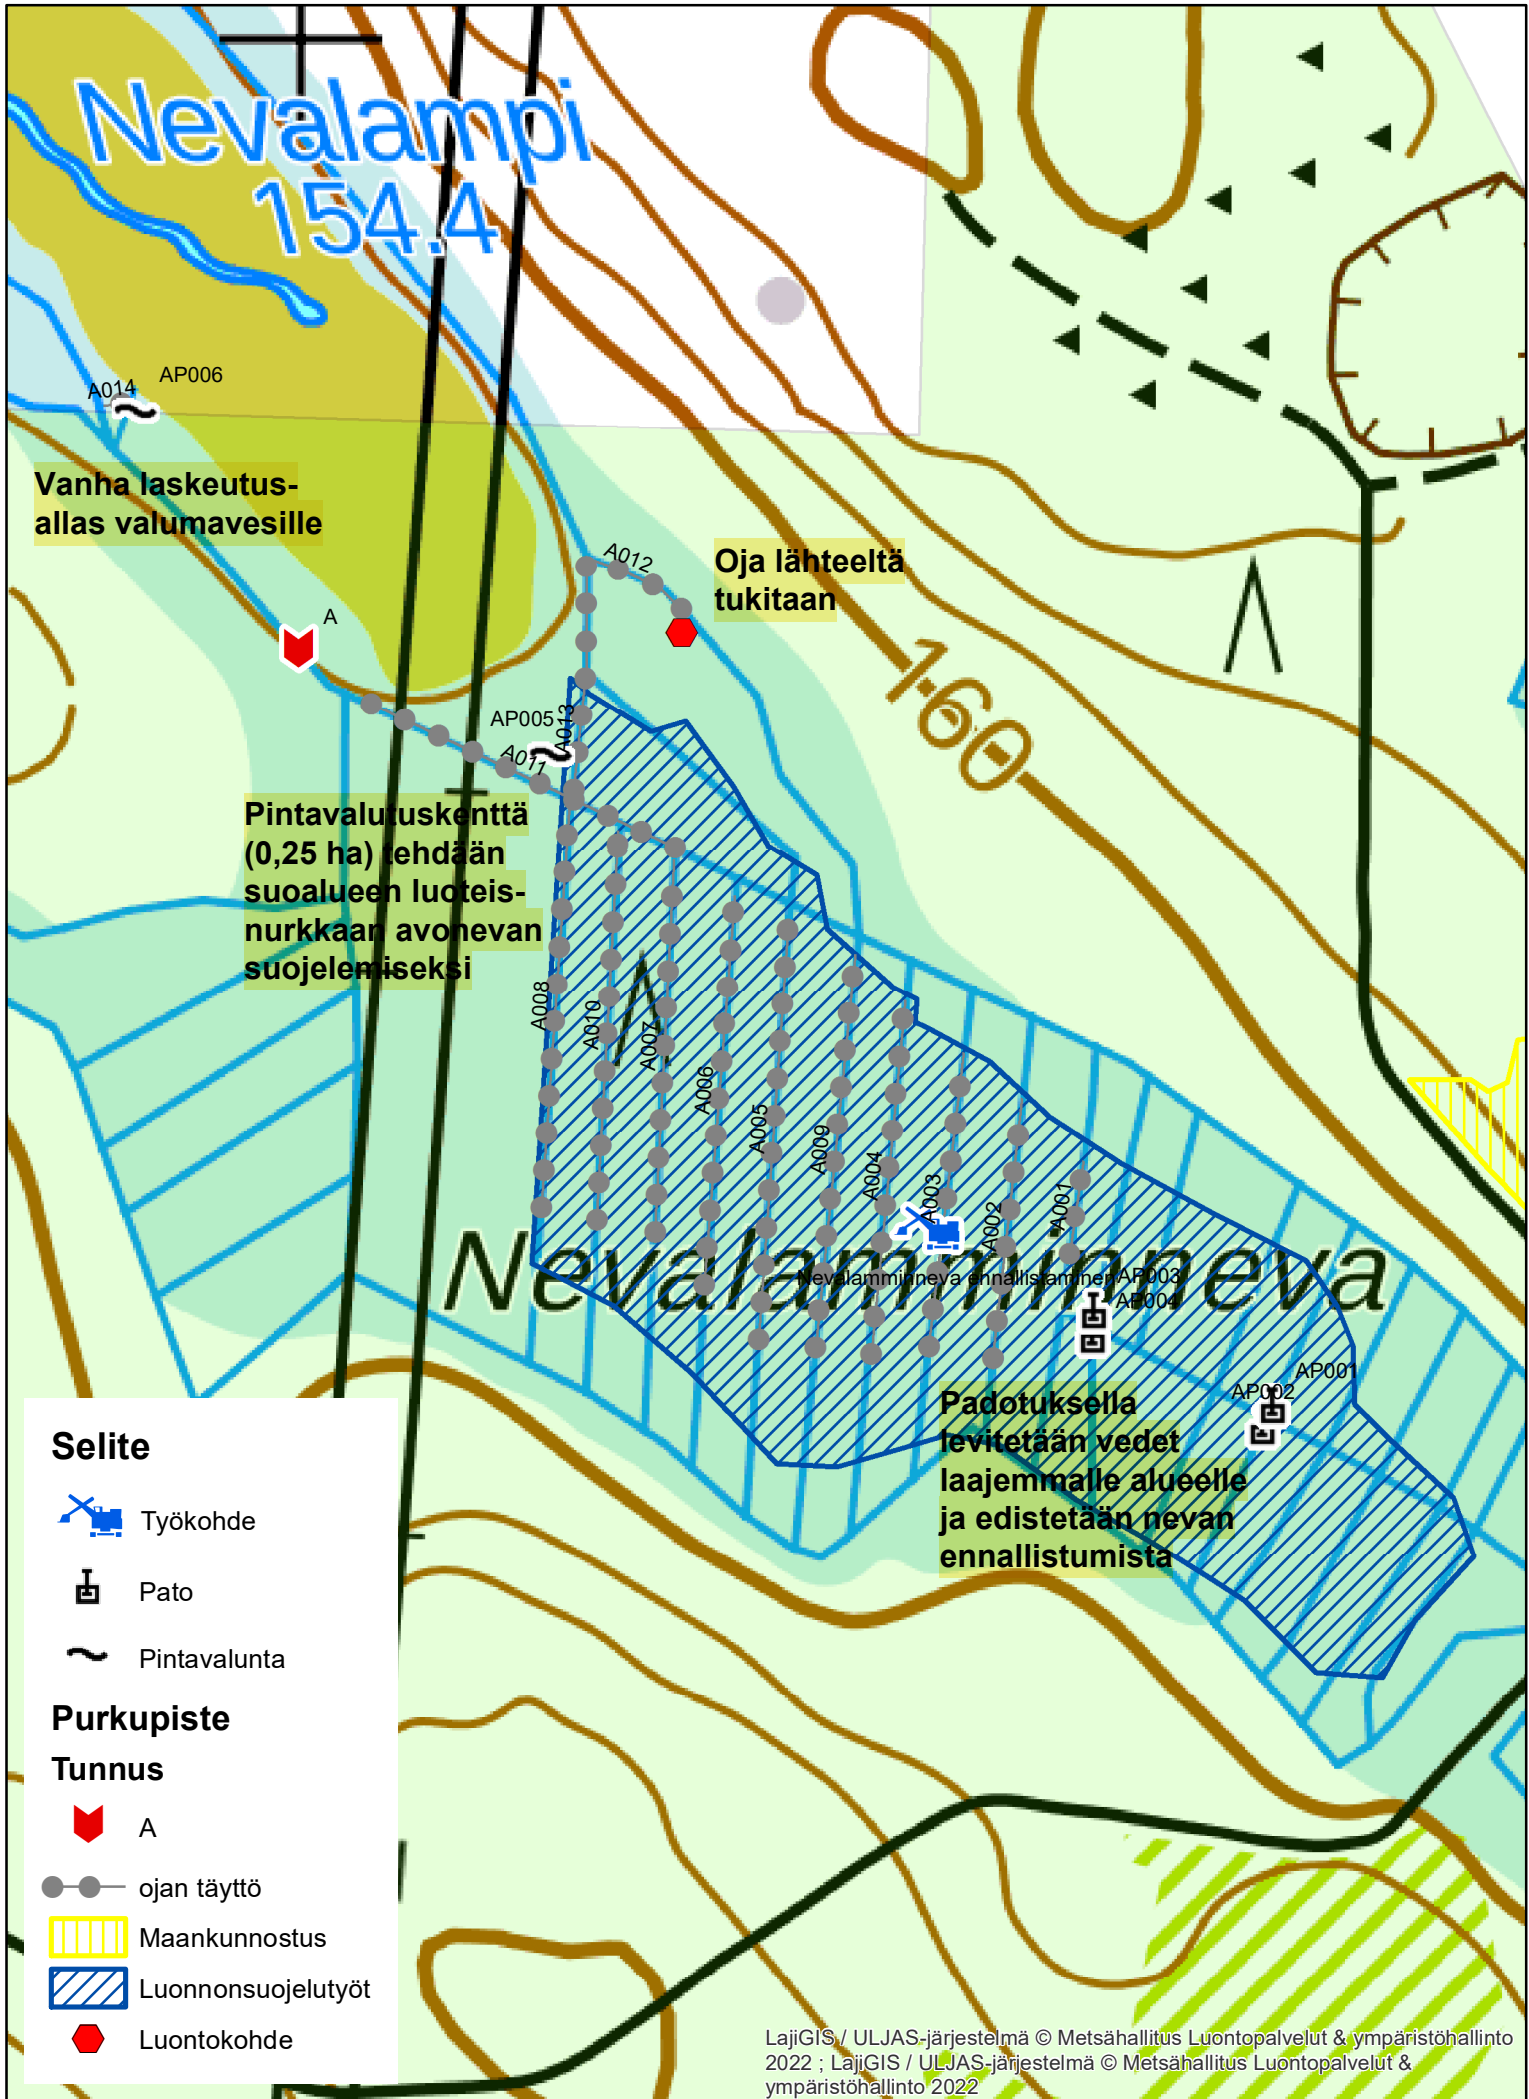 Nevalampi
154.4
A014
AP006
Vanha laskeutus-
allas valumavesille
A012
Oja lähteeltä
tukitaan
A
160
AP005
A013
A011
Pintavalutuskenttä
(0,25 ha) tehdään
suoalueen luoteis-
nurkkaan avonevan
suojelemiseksi
A008
A010
A007
A006
A005
A009
A004
A003
A002
A001
Nevalamminneva
Nevalamminneva ennallistaminen
AP003
AP004
AP001
AP002
Padotuksella
levitetään vedet
laajemmalle alueelle
ja edistetään nevan
ennallistumista
Selite
Työkohde
Pato
Pintavalunta
Purkupiste
Tunnus
A
ojan täyttö
Maankunnostus
Luonnonsuojelutyöt
Luontokohde
LajiGIS / ULJAS-järjestelmä © Metsähallitus Luontopalvelut & ympäristöhallinto
2022 ; LajiGIS / ULJAS-järjestelmä © Metsähallitus Luontopalvelut &
ympäristöhallinto 2022